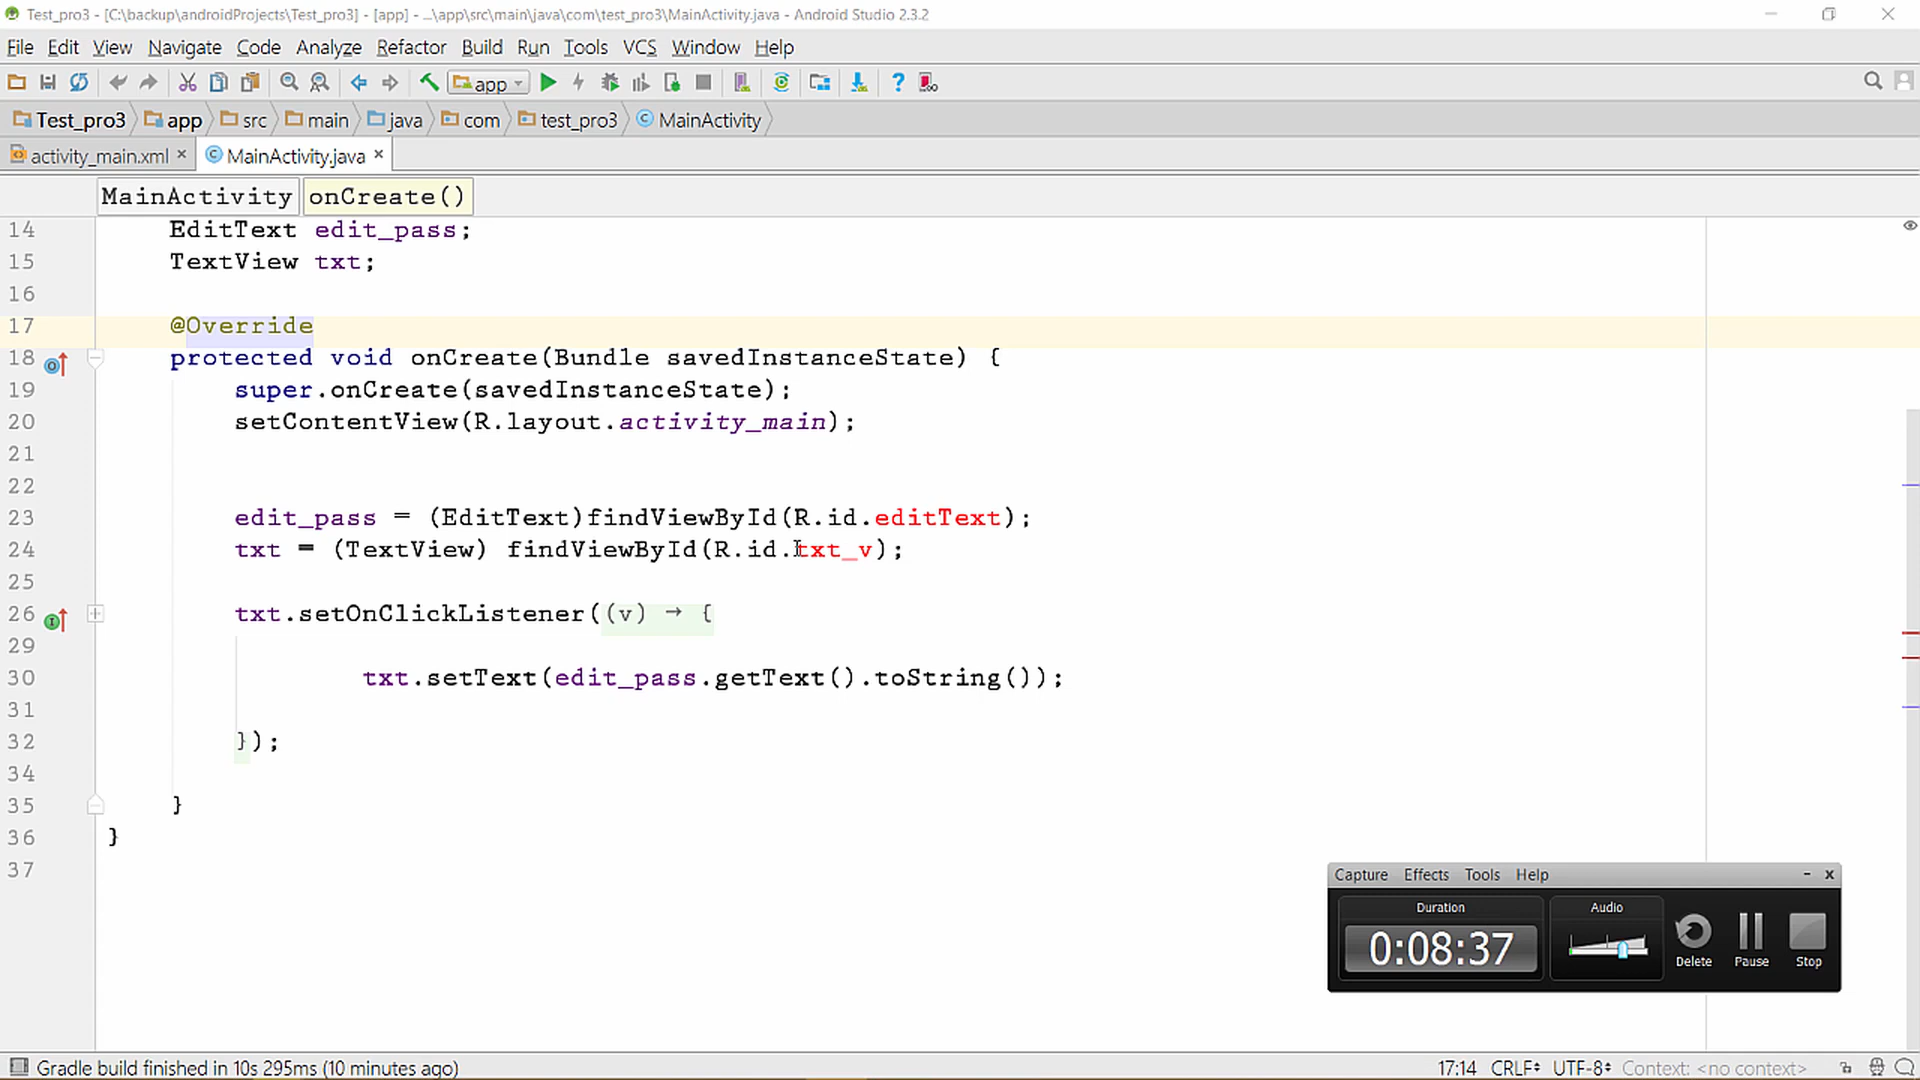 Test_pro3 - [C:\backup\androidProjects\Test_pro3] - [app] - ...\app\src\main\java\com\test_pro3\MainActivity.java - Android Studio 2.3.2
File Edit View Navigate Code Analyze Refactor Build Run Tools VCS Window Help
app
Test_pro3 app src main java com test_pro3 MainActivity
activity_main.xml MainActivity.java
MainActivity onCreate()
14 EditText edit_pass;
15 TextView txt;
16
17 @Override
18 protected void onCreate(Bundle savedInstanceState) {
19 super.onCreate(savedInstanceState);
20 setContentView(R.layout.activity_main);
21
22
23 edit_pass = (EditText)findViewById(R.id.editText);
24 txt = (TextView) findViewById(R.id.txt_v);
25
26 txt.setOnClickListener((v) → {
29
30 txt.setText(edit_pass.getText().toString());
31
32 });
34
35 }
36 }
37
Capture Effects Tools Help
Duration Audio
0:08:37
Delete Pause Stop
Gradle build finished in 10s 295ms (10 minutes ago) 17:14 CRLF UTF-8 Context: <no context>